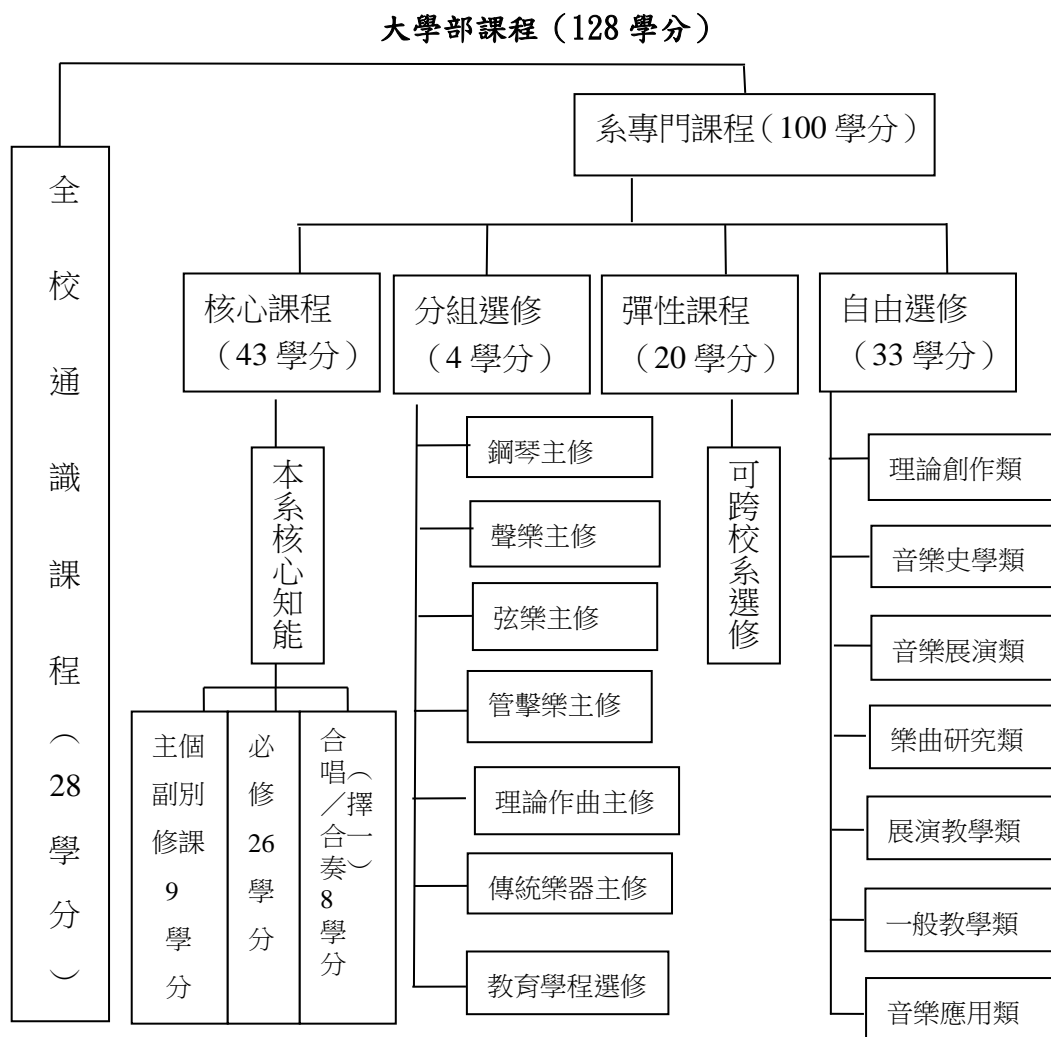 大學部課程（128 學分）
系專門課程（100 學分）
全校通識課程（28 學分）
核心課程
（43 學分）
分組選修
（4 學分）
彈性課程
（20 學分）
自由選修
（33 學分）
本系核心知能
個別課
主副修
9 學分
必修 26 學分
（擇一）
合唱／合奏 8 學分
鋼琴主修
聲樂主修
弦樂主修
管擊樂主修
理論作曲主修
傳統樂器主修
教育學程選修
可跨校系選修
理論創作類
音樂史學類
音樂展演類
樂曲研究類
展演教學類
一般教學類
音樂應用類